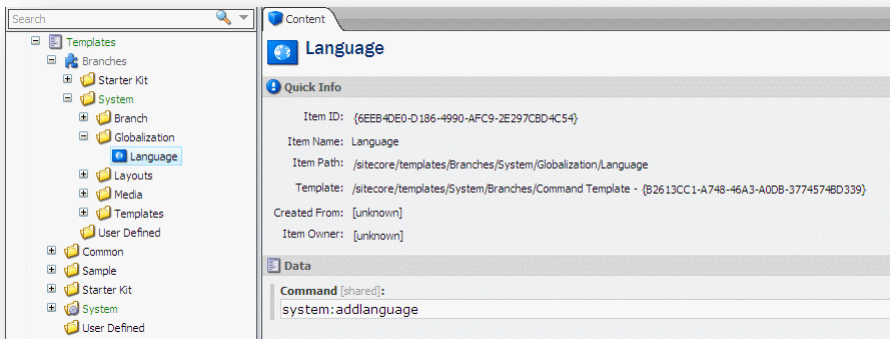 Search
Templates
Branches
Starter Kit
System
Branch
Globalization
Language
Layouts
Media
Templates
User Defined
Common
Sample
Starter Kit
System
User Defined
Content
Language
Quick Info
Item ID: {6EEB4DE0-D186-4990-AFC9-2E297CBD4C54}
Item Name: Language
Item Path: /sitecore/templates/Branches/System/Globalization/Language
Template: /sitecore/templates/System/Branches/Command Template - {B2613CC1-A748-46A3-A0DB-3774574BD339}
Created From: [unknown]
Item Owner: [unknown]
Data
Command [shared]:
system:addlanguage